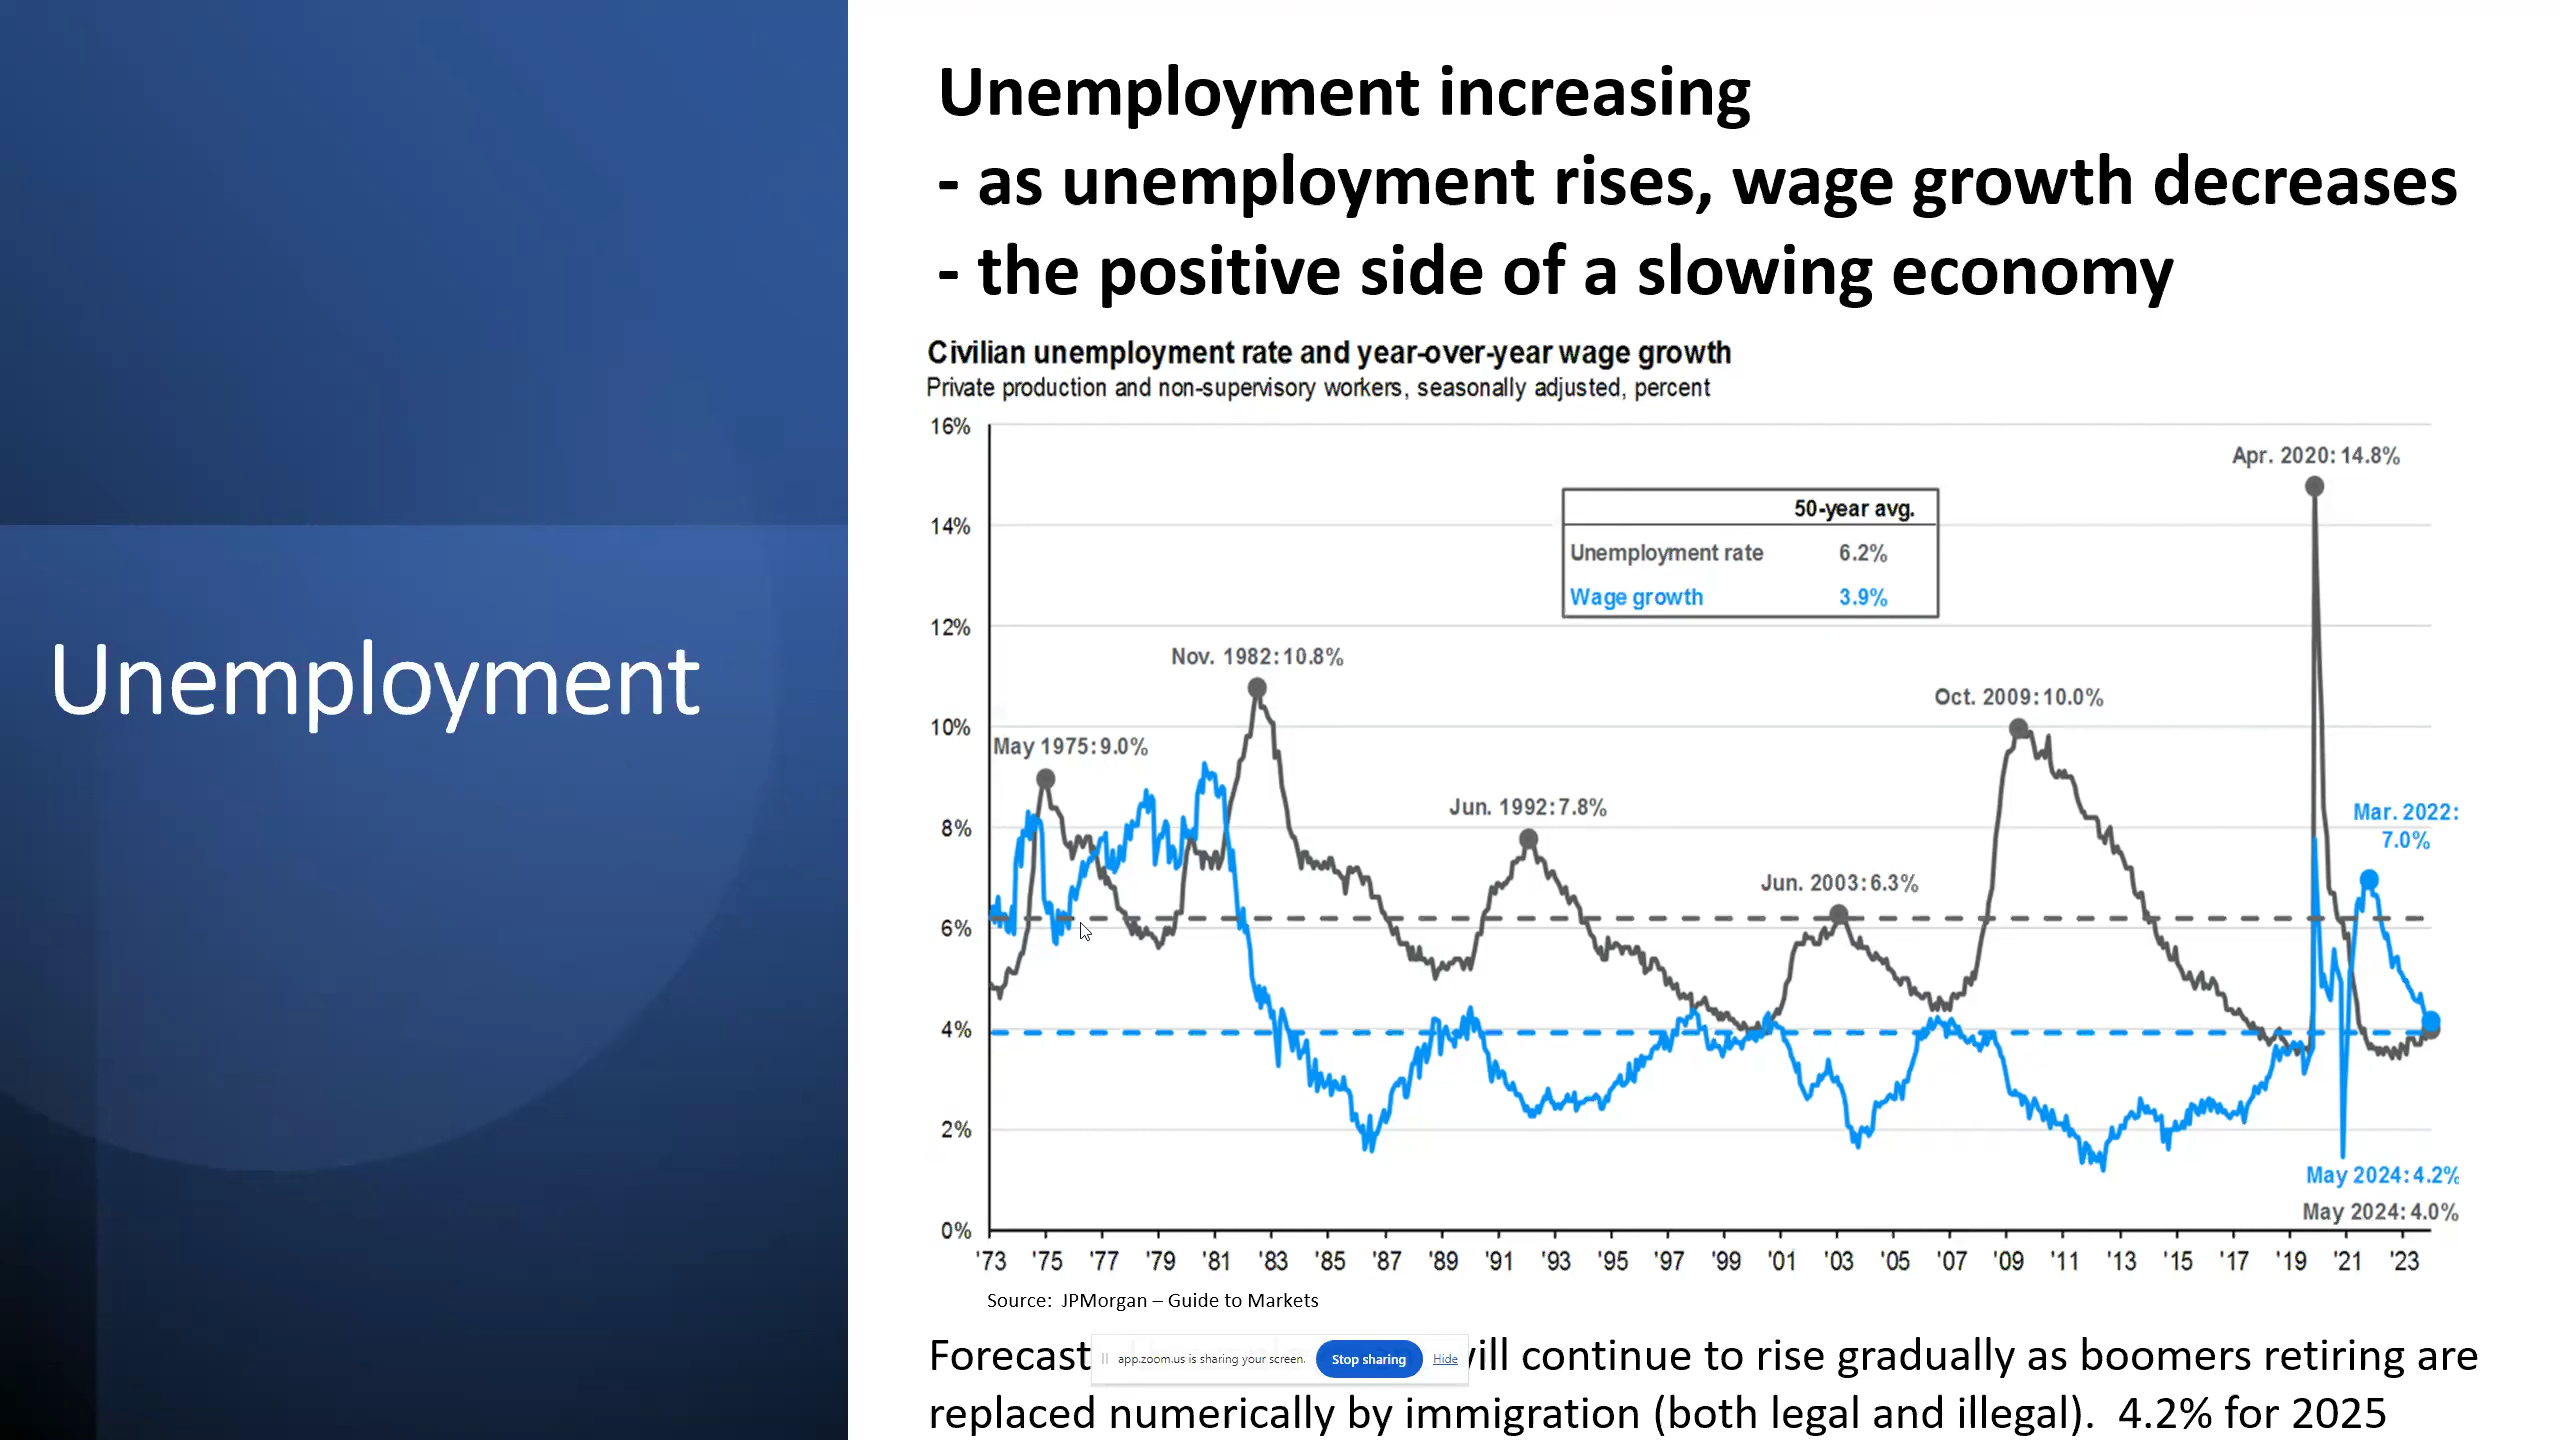 Unemployment
Unemployment increasing
- as unemployment rises, wage growth decreases
- the positive side of a slowing economy
Civilian unemployment rate and year-over-year wage growth
Private production and non-supervisory workers, seasonally adjusted, percent
16%
14%
12%
10%
8%
6%
4%
2%
0%
May 1975: 9.0%
Nov. 1982: 10.8%
Jun. 1992: 7.8%
Jun. 2003: 6.3%
Oct. 2009: 10.0%
Apr. 2020: 14.8%
50-year avg.
Unemployment rate 6.2%
Wage growth 3.9%
Mar. 2022:
7.0%
May 2024: 4.2%
May 2024: 4.0%
'73 '75 '77 '79 '81 '83 '85 '87 '89 '91 '93 '95 '97 '99 '01 '03 '05 '07 '09 '11 '13 '15 '17 '19 '21 '23
Source: JPMorgan – Guide to Markets
Forecast will continue to rise gradually as boomers retiring are
app.zoom.us is sharing your screen. Stop sharing Hide
replaced numerically by immigration (both legal and illegal). 4.2% for 2025